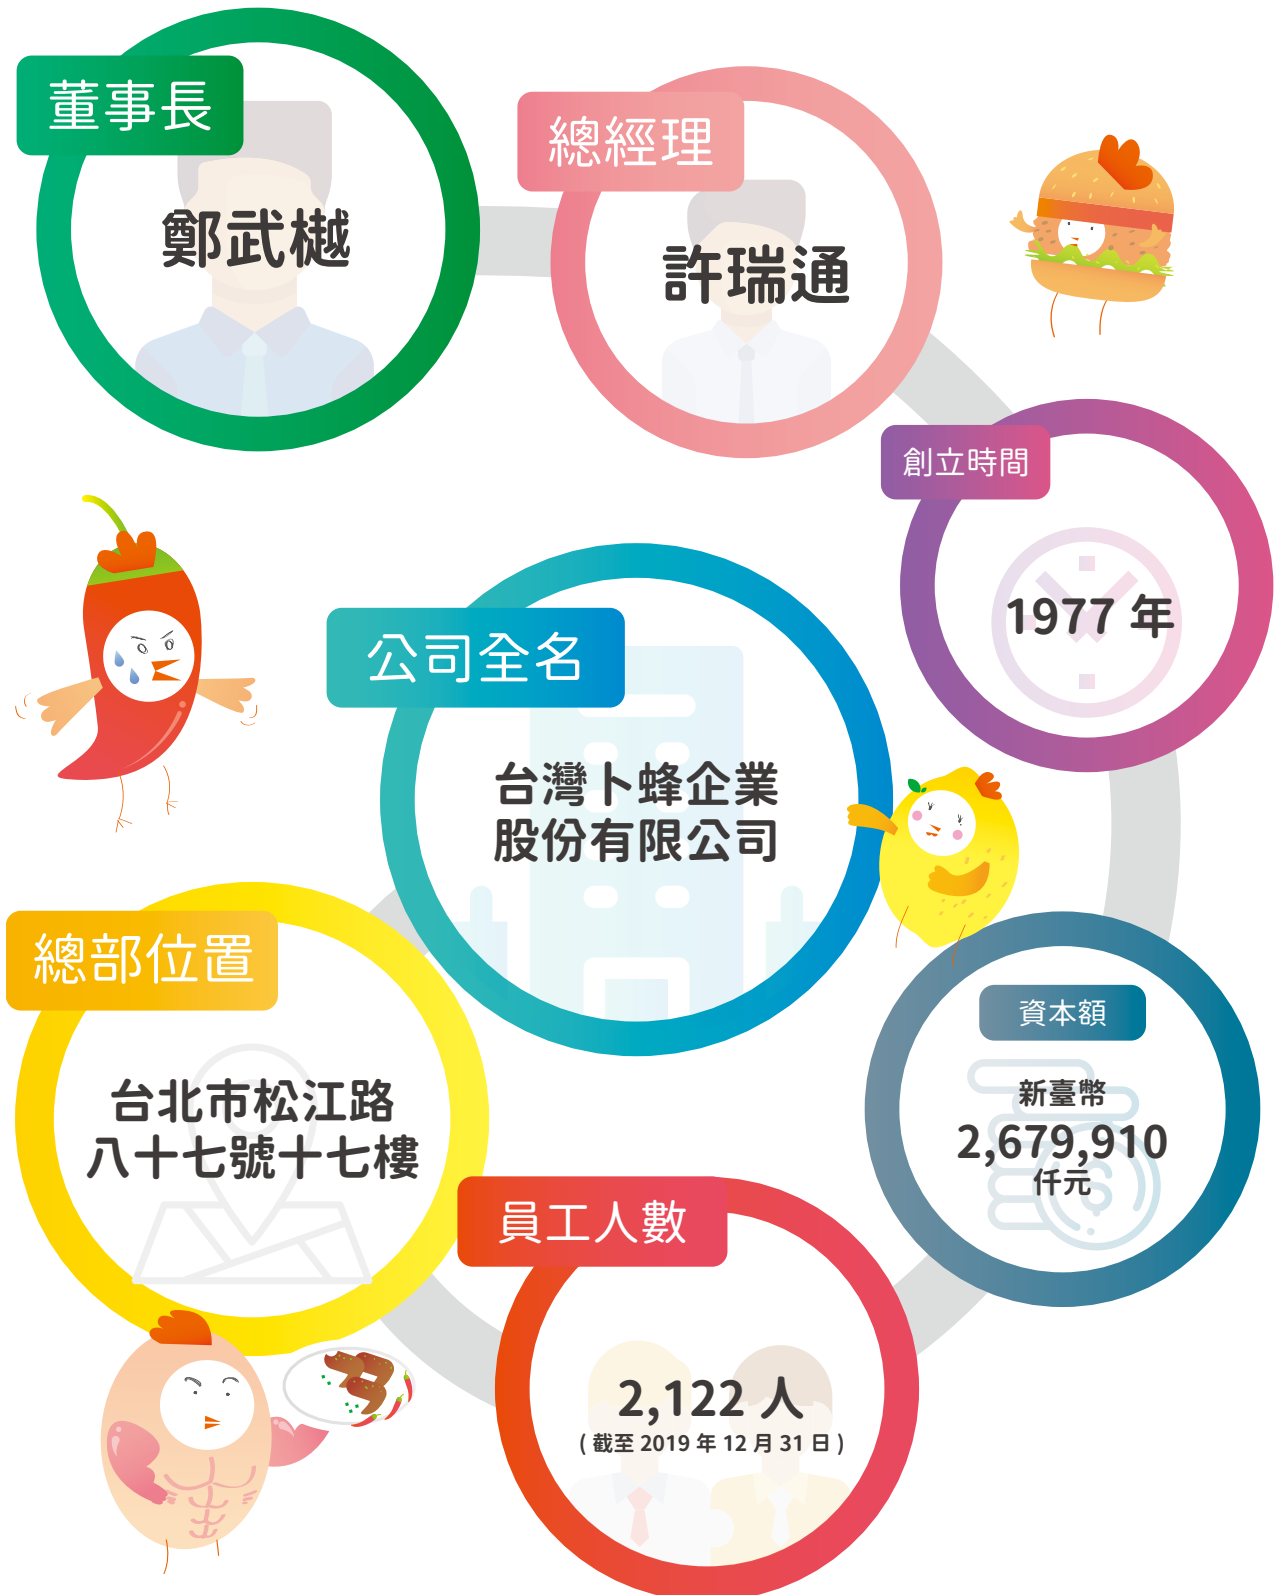 董事長
鄭武樾
總經理
許瑞通
創立時間
1977 年
公司全名
台灣卜蜂企業
股份有限公司
總部位置
台北市松江路
八十七號十七樓
資本額
新臺幣
2,679,910
仟元
員工人數
2,122 人
( 截至 2019 年 12 月 31 日 )